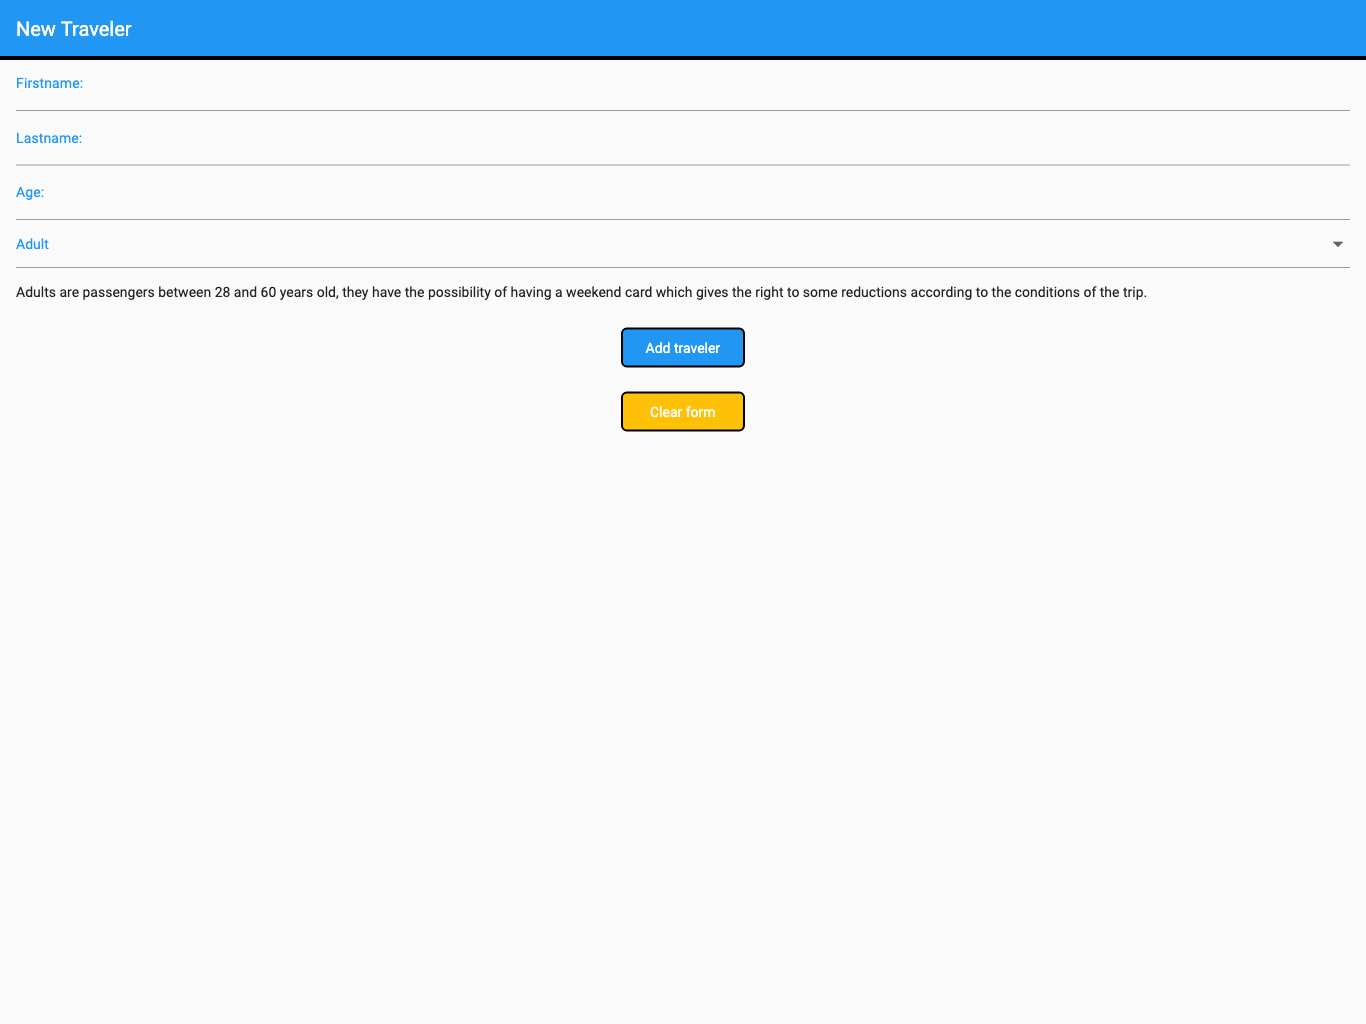 New Traveler
Firstname:
Lastname:
Age:
Adult
Adults are passengers between 28 and 60 years old, they have the possibility of having a weekend card which gives the right to some reductions according to the conditions of the trip.
Add traveler
Clear form